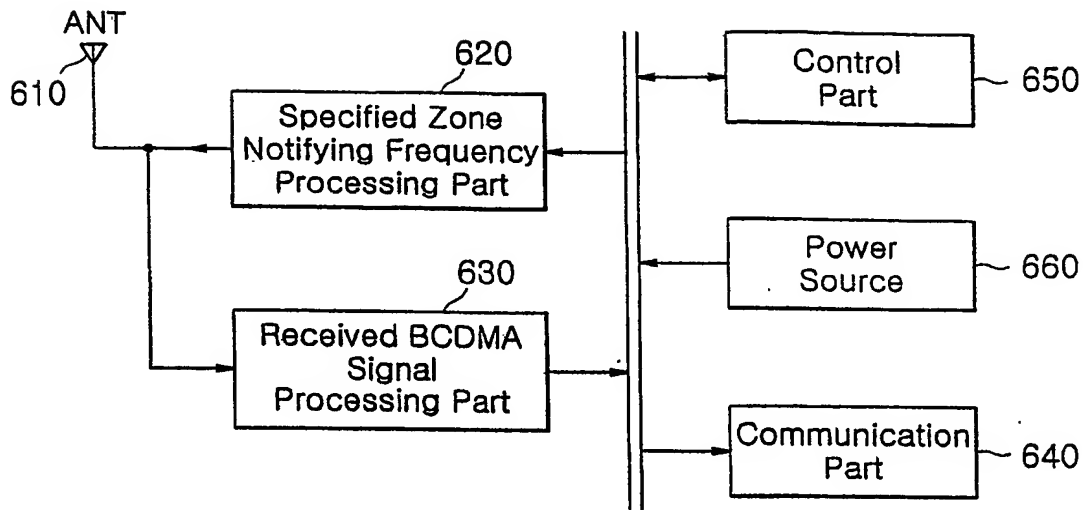 ANT
610
620
Specified Zone
Notifying Frequency
Processing Part
630
Received BCDMA
Signal
Processing Part
Control
Part
650
Power
Source
660
Communication
Part
640